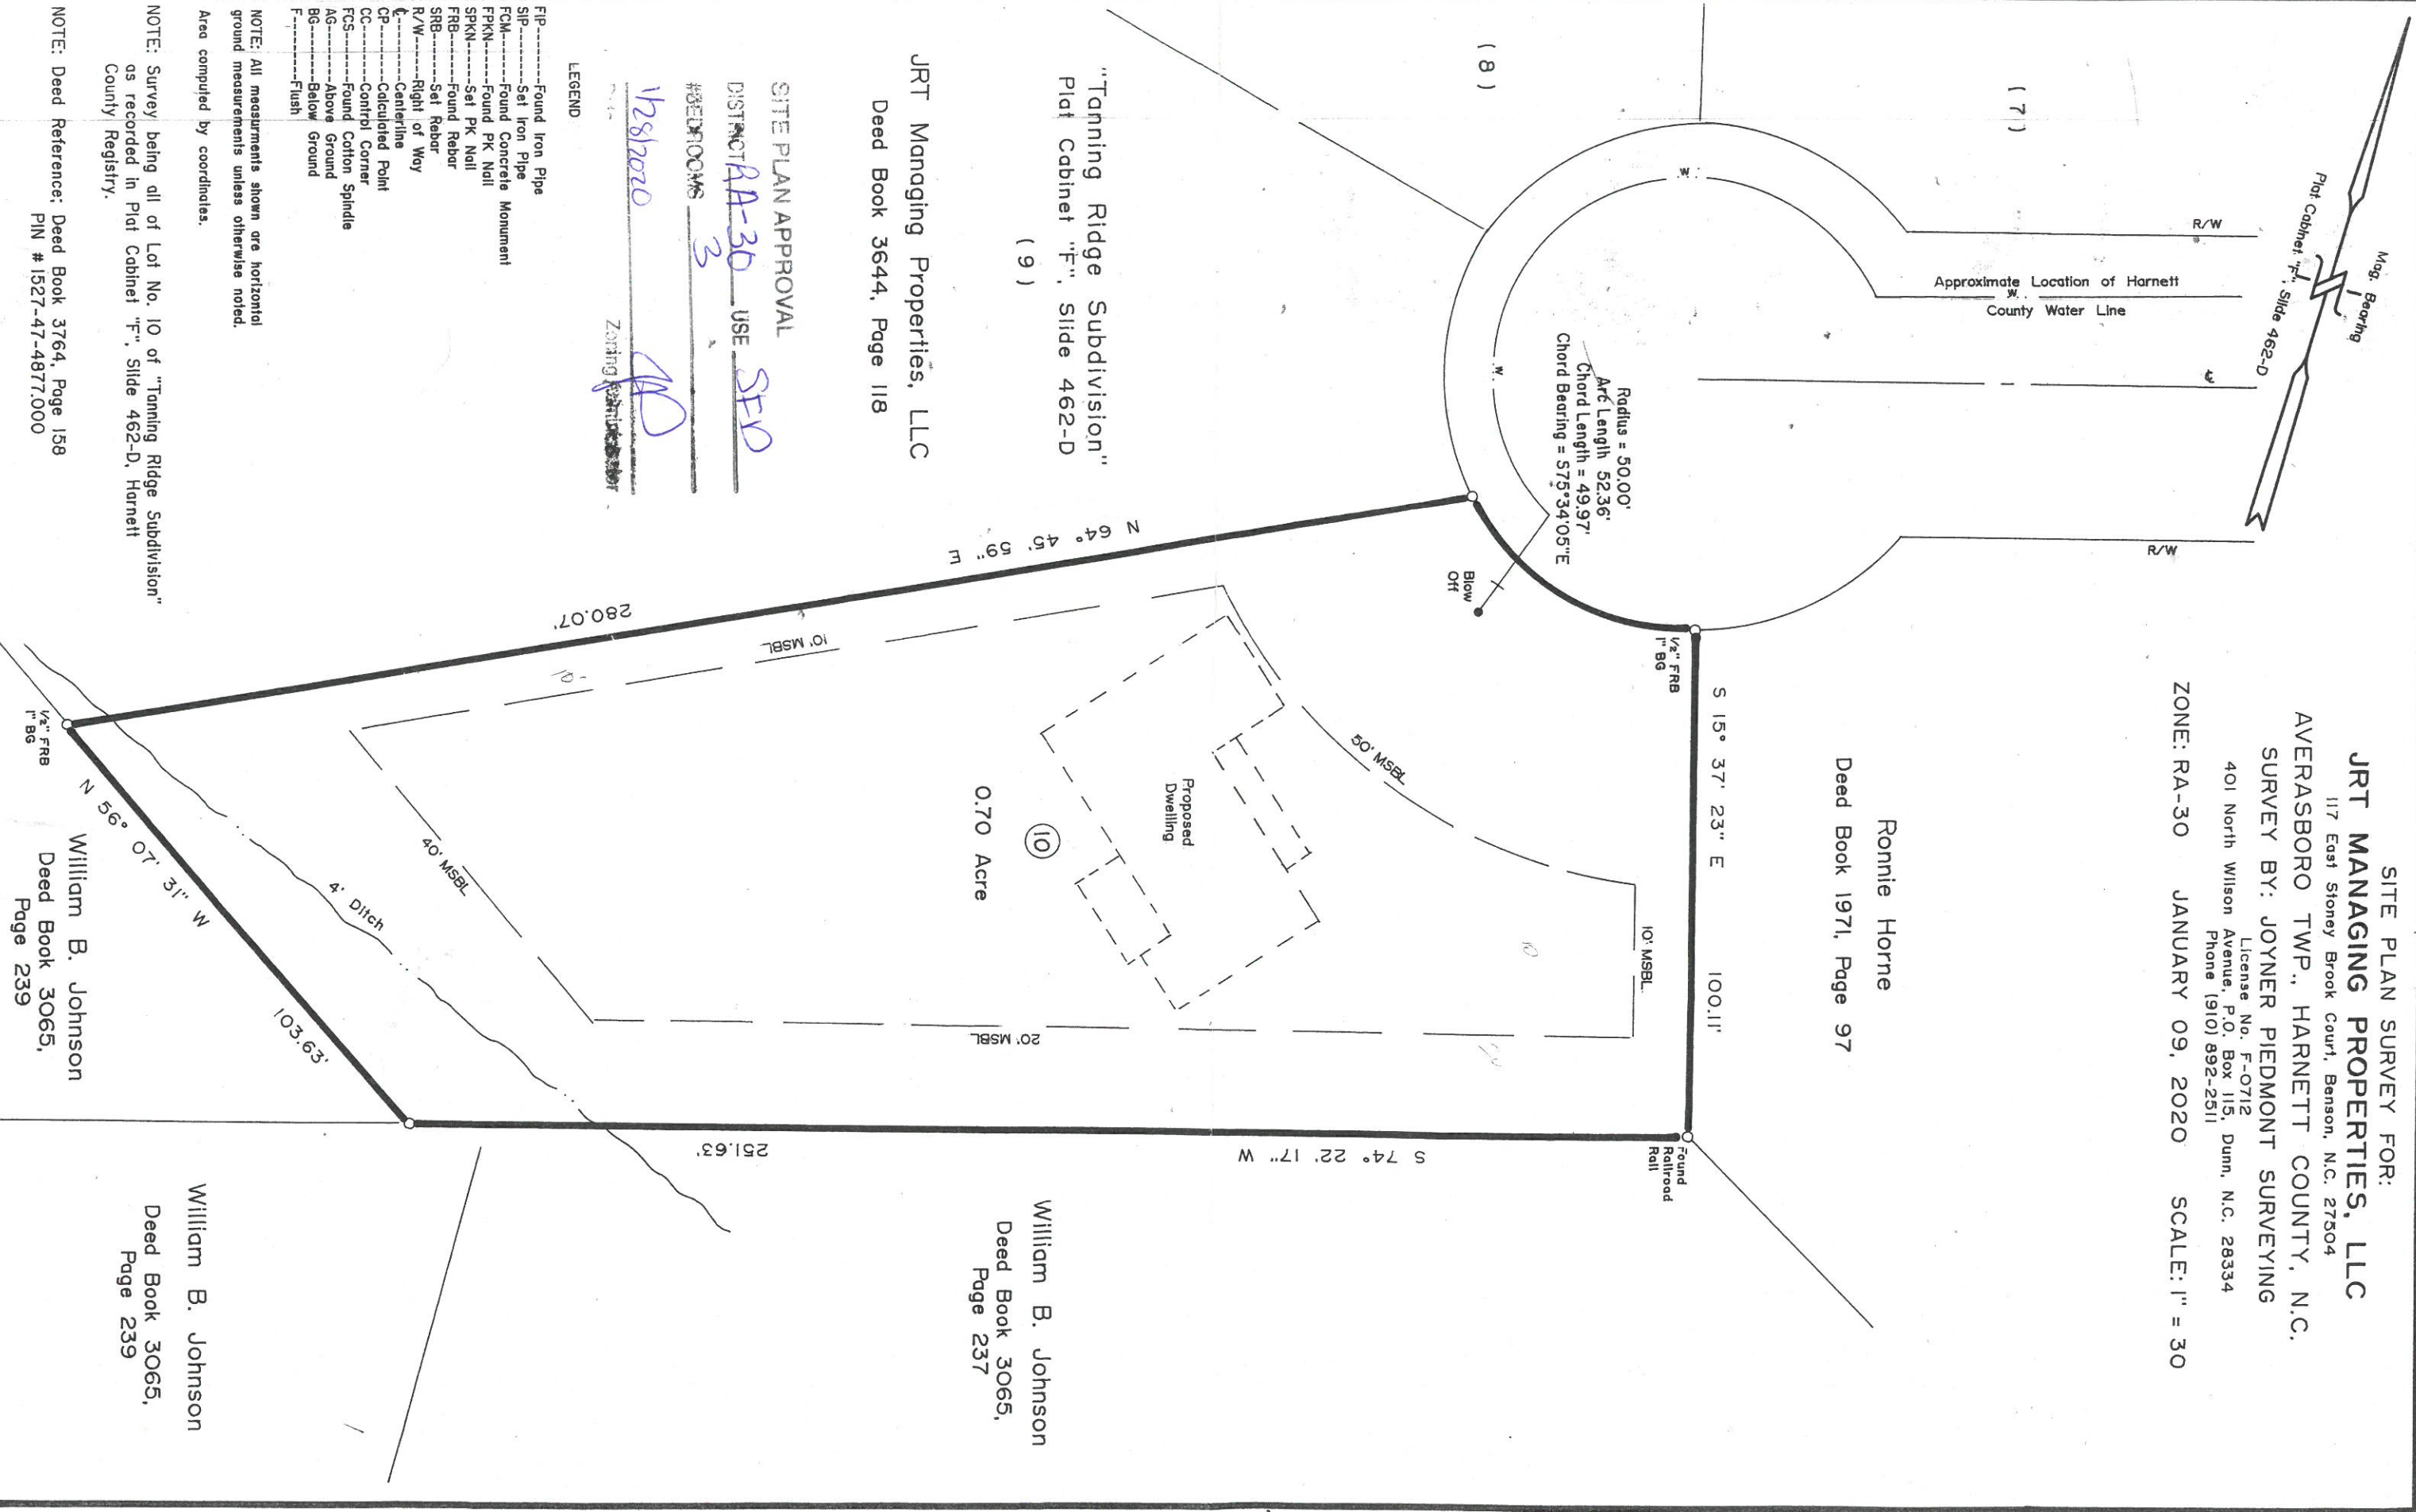 SITE PLAN SURVEY FOR:
JRT MANAGING PROPERTIES, LLC
117 East Stoney Brook Court, Benson, N.C. 27504
AVERASBORO TWP., HARNETT COUNTY, N.C.
SURVEY BY: JOYNER PIEDMONT SURVEYING
License No. F-0712
401 North Wilson Avenue, P.O. Box 115, Dunn, N.C. 28334
Phone (910) 892-2511
ZONE: RA-30 JANUARY 09, 2020 SCALE: 1" = 30
Mag. Bearing
Plat Cabinet "F", Slide 462-D
R/W
Approximate Location of Harnett
W.
County Water Line
R/W
( 7 )
( 8 )
W.
W.
Radius = 50.00'
Arc Length 52.36'
Chord Length = 49.97'
Chord Bearing = S75°34'05"E
Blow
Off
1/2" FRB
1" BG
Ronnie Horne
Deed Book 1971, Page 97
S 15° 37' 23" E 100.11'
Found
Railroad
Rail
50' MSBL
10' MSBL
20
10
Proposed
Dwelling
10
0.70 Acre
20' MSBL
10' MSBL
10
40' MSBL
4' Ditch
N 64° 45' 59" E
280.07'
S 74° 22' 17" W
251.63'
N 56° 07' 31" W
103.63'
1/2" FRB
1" BG
William B. Johnson
Deed Book 3065,
Page 237
William B. Johnson
Deed Book 3065,
Page 239
William B. Johnson
Deed Book 3065,
Page 239
"Tanning Ridge Subdivision"
Plat Cabinet "F", Slide 462-D
( 9 )
JRT Managing Properties, LLC
Deed Book 3644, Page 118
SITE PLAN APPROVAL
DISTRICT RA-30 USE SFD
#BEDROOMS 3
1/28/2020
Date
Zoning Administrator
LEGEND
FIP---------Found Iron Pipe
SIP---------Set Iron Pipe
FCM--------Found Concrete Monument
FPKN-------Found PK Nail
SPKN-------Set PK Nail
FRB--------Found Rebar
SRB--------Set Rebar
R/W--------Right of Way
℄---------Centerline
CP---------Calculated Point
CC---------Control Corner
FCS--------Found Cotton Spindle
AG---------Above Ground
BG---------Below Ground
F----------Flush
NOTE: All measurments shown are horizontal
ground measurements unless otherwise noted.
Area computed by coordinates.
NOTE: Survey being all of Lot No. 10 of "Tanning Ridge Subdivision"
as recorded in Plat Cabinet "F", Slide 462-D, Harnett
County Registry.
NOTE: Deed Reference; Deed Book 3764, Page 158
PIN # 1527-47-4877.000